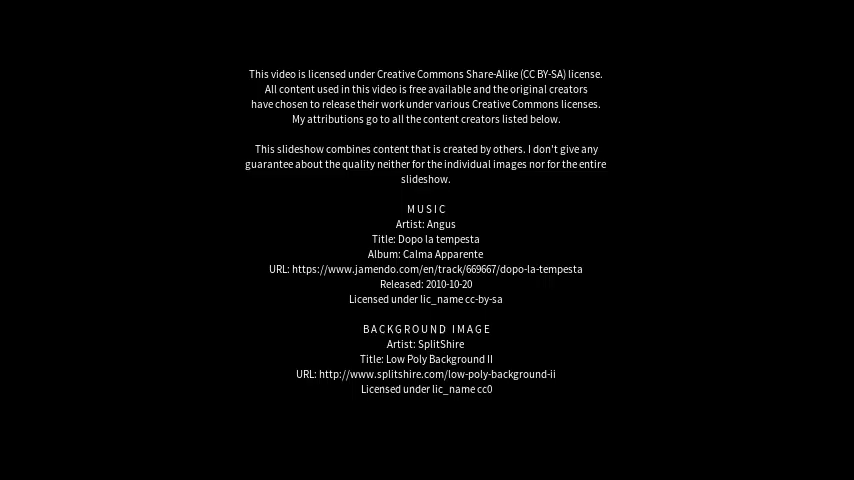 This video is licensed under Creative Commons Share-Alike (CC BY-SA) license.
All content used in this video is free available and the original creators
have chosen to release their work under various Creative Commons licenses.
My attributions go to all the content creators listed below.
This slideshow combines content that is created by others. I don't give any
guarantee about the quality neither for the individual images nor for the entire
slideshow.
MUSIC
Artist: Angus
Title: Dopo la tempesta
Album: Calma Apparente
URL: https://www.jamendo.com/en/track/669667/dopo-la-tempesta
Released: 2010-10-20
Licensed under lic_name cc-by-sa
BACKGROUND IMAGE
Artist: SplitShire
Title: Low Poly Background II
URL: http://www.splitshire.com/low-poly-background-ii
Licensed under lic_name cc0